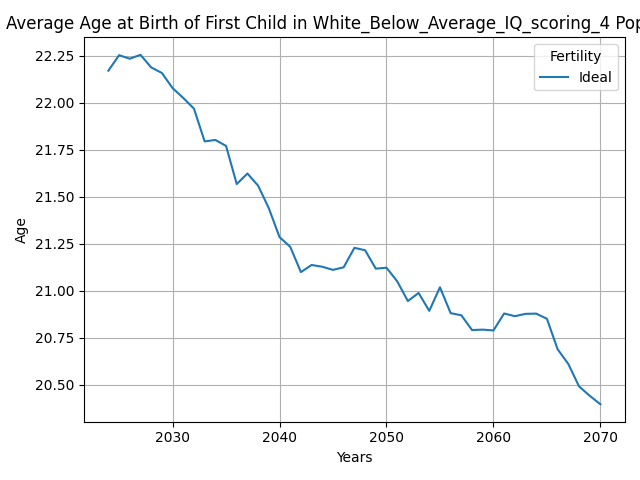 Average Age at Birth of First Child in White_Below_Average_IQ_scoring_4 Pop
Fertility
Ideal
22.25
22.00
21.75
21.50
21.25
21.00
20.75
20.50
Age
2030 2040 2050 2060 2070
Years